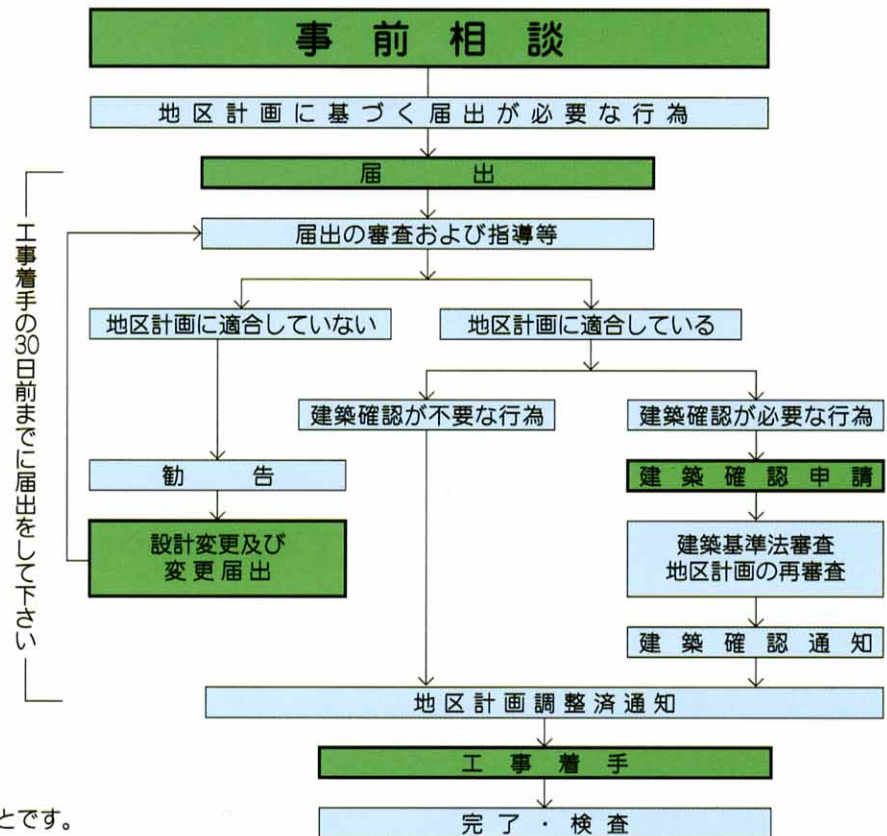 事前相談
地区計画に基づく届出が必要な行為
届出
届出の審査および指導等
地区計画に適合していない
地区計画に適合している
建築確認が不要な行為
建築確認が必要な行為
勧告
建築確認申請
設計変更及び
変更届出
建築基準法審査
地区計画の再審査
建築確認通知
地区計画調整済通知
工事着手
完了・検査
工事着手の30日前までに届出をして下さい
とです。